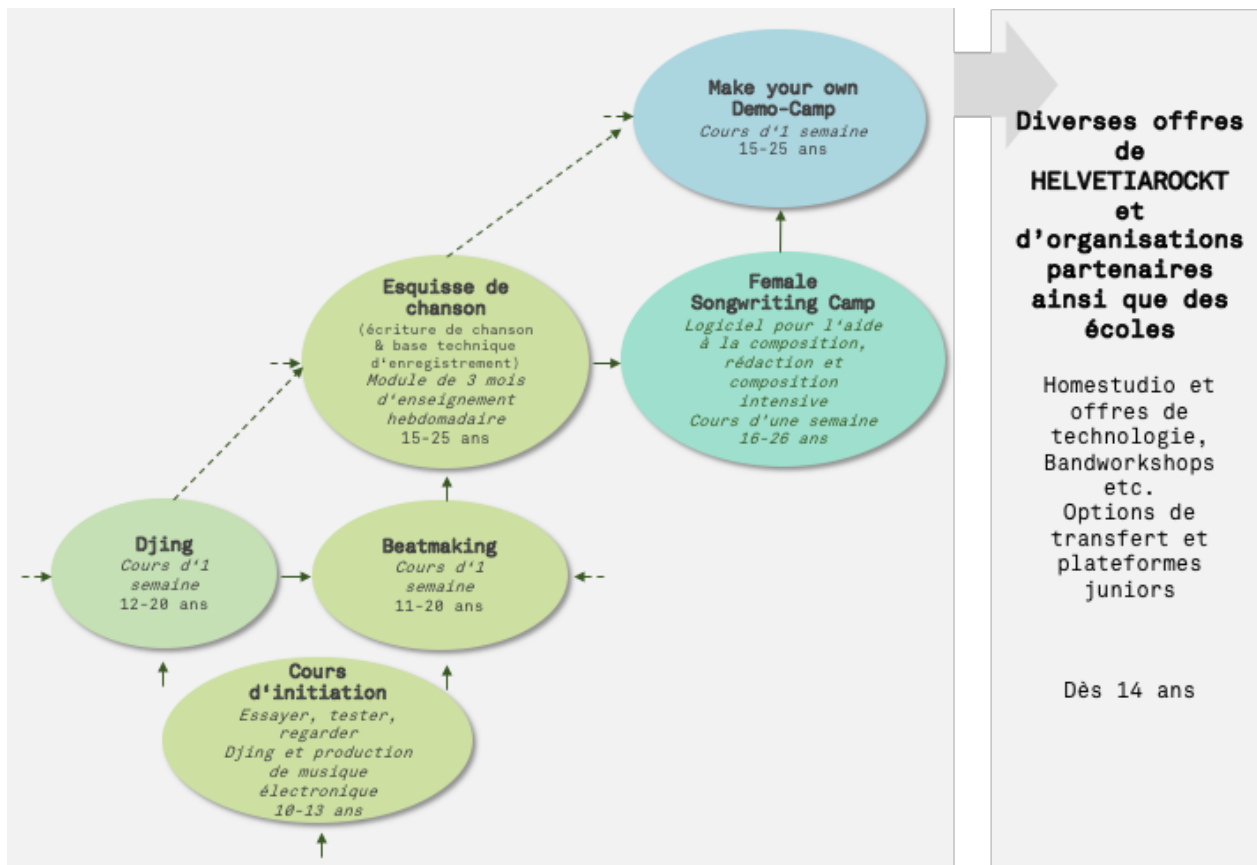 Make your own
Demo-Camp
Cours d'1 semaine
15-25 ans
Esquisse de
chanson
(écriture de chanson
& base technique
d'enregistrement)
Module de 3 mois
d'enseignement
hebdomadaire
15-25 ans
Female
Songwriting Camp
Logiciel pour l'aide
à la composition,
rédaction et
composition
intensive
Cours d'une semaine
16-26 ans
Djing
Cours d'1
semaine
12-20 ans
Beatmaking
Cours d'1
semaine
11-20 ans
Cours
d'initiation
Essayer, tester,
regarder
Djing et production
de musique
électronique
10-13 ans
Diverses offres
de
HELVETIAROCKT
et
d'organisations
partenaires
ainsi que des
écoles
Homestudio et
offres de
technologie,
Bandworkshops
etc.
Options de
transfert et
plateformes
juniors
Dès 14 ans